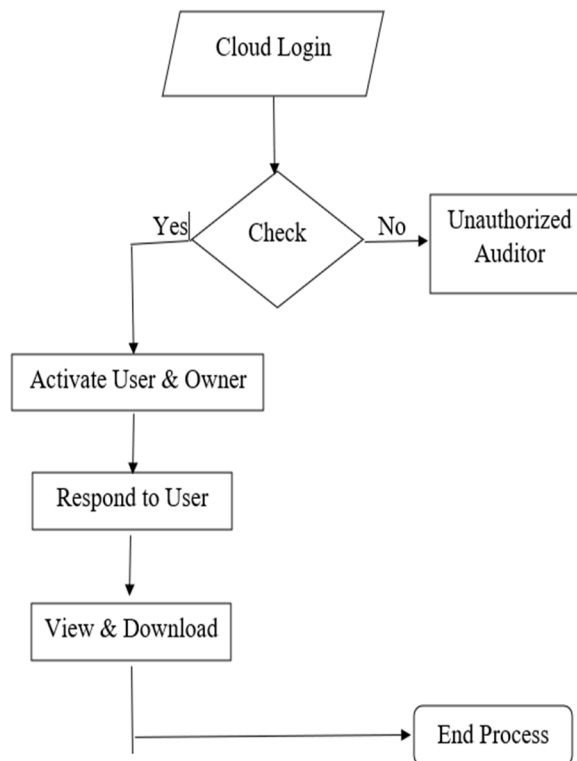 Cloud Login
Yes
Check
No
Unauthorized
Auditor
Activate User & Owner
Respond to User
View & Download
End Process